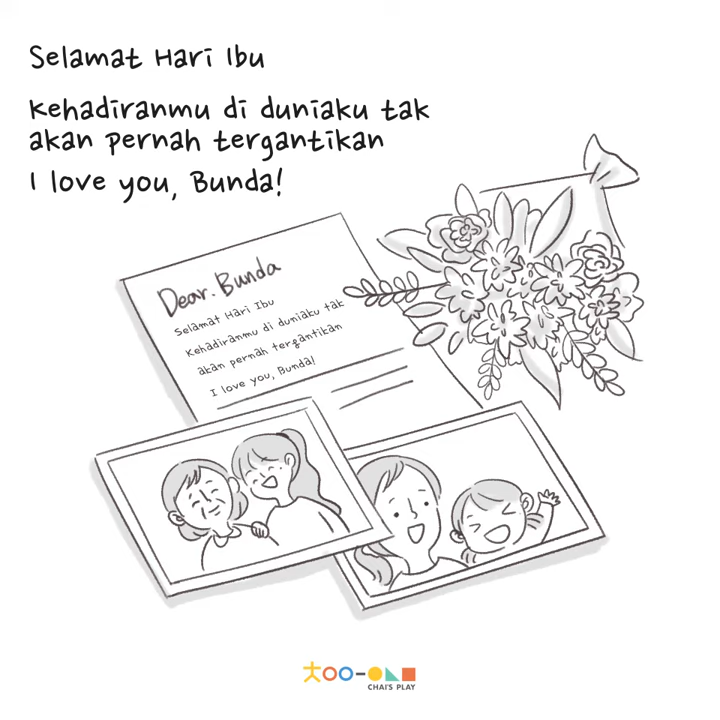 Selamat Hari Ibu
Kehadiranmu di duniaku tak
akan pernah tergantikan
I love you, Bunda!
Dear. Bunda
Selamat Hari Ibu
Kehadiranmu di duniaku tak
akan pernah tergantikan
I love you, Bunda!
CHAI'S PLAY